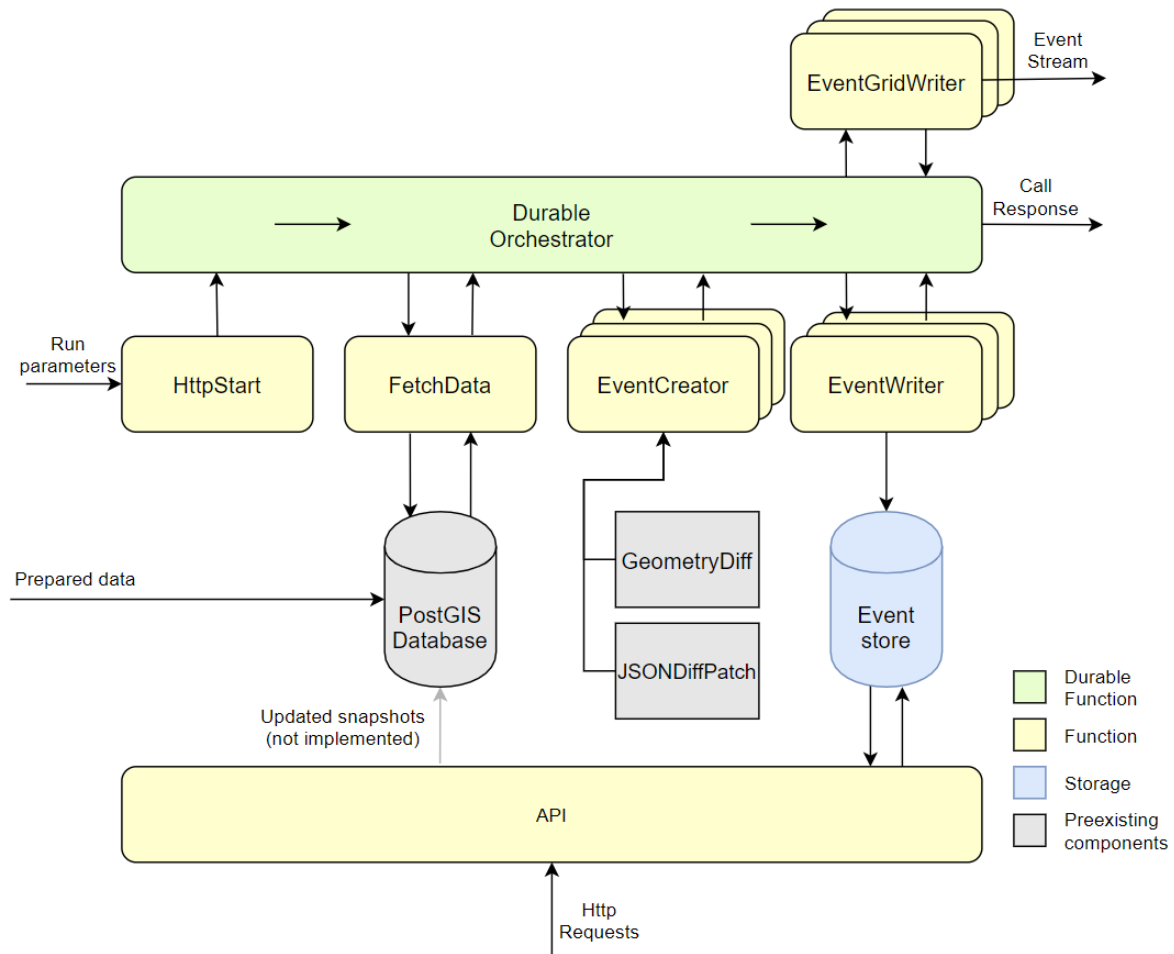 Event
Stream
EventGridWriter
Durable
Orchestrator
Call
Response
Run
parameters
HttpStart
FetchData
EventCreator
EventWriter
Prepared data
PostGIS
Database
GeometryDiff
JSONDiffPatch
Event
store
Updated snapshots
(not implemented)
API
Http
Requests
Durable
Function
Function
Storage
Preexisting
components